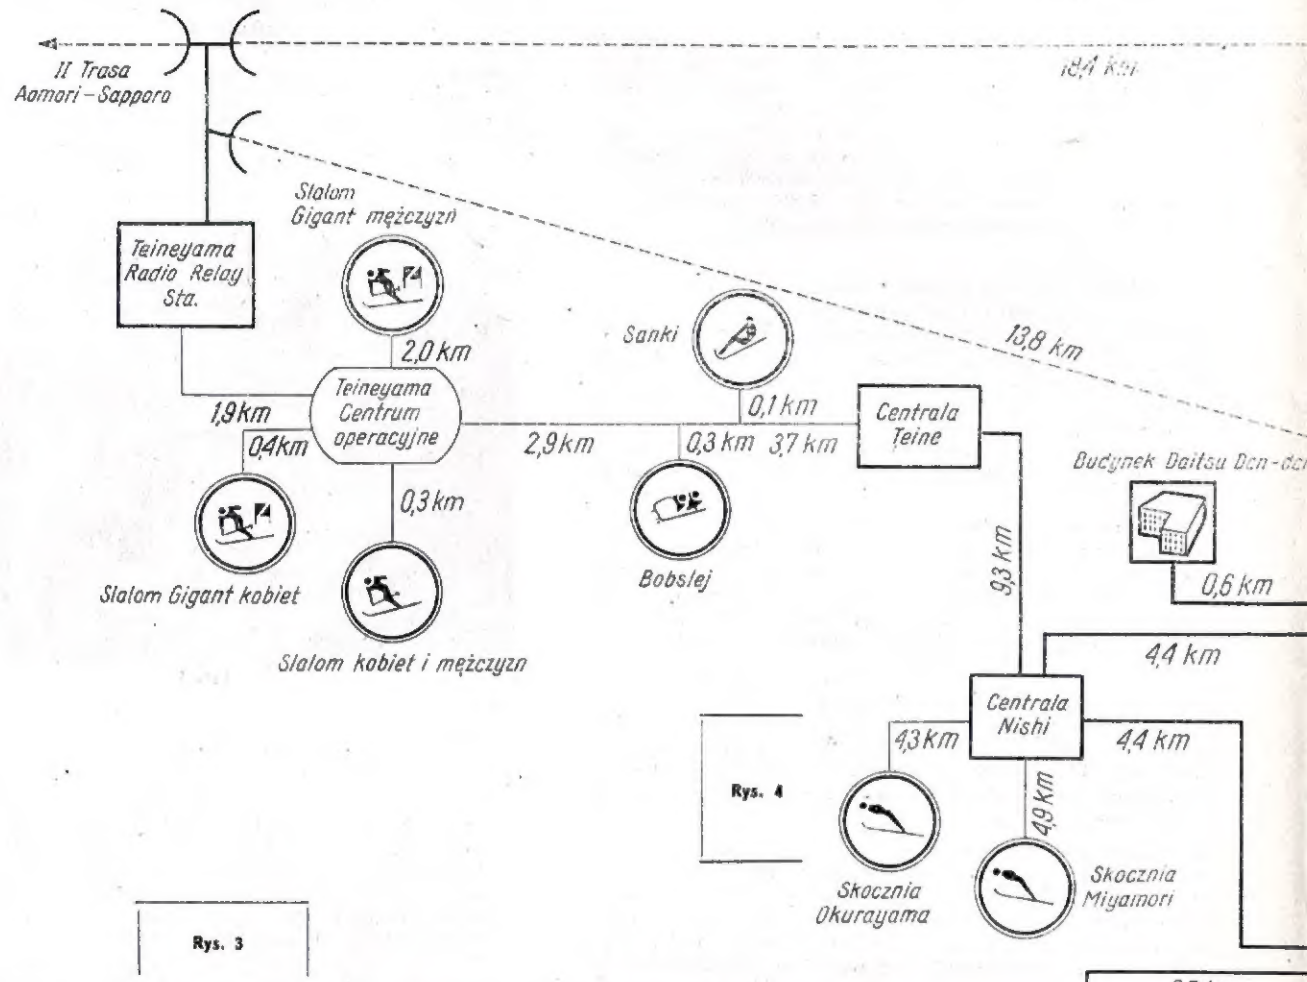 II Trasa
Aomori-Sapporo
18,4 km
Slalom
Gigant mężczyzn
Teineyama
Radio Relay
Sta.
2,0 km
Sanki
13,8 km
Teineyama
Centrum
operacyjne
1,9 km
0,4 km
2,9 km
0,1 km
0,3 km
3,7 km
Centrala
Teine
Budynek Daitsu Den-den
0,3 km
9,3 km
0,6 km
Slalom Gigant kobiet
Bobslej
Slalom kobiet i mężczyzn
4,4 km
Centrala
Nishi
4,3 km
4,4 km
Rys. 4
4,9 km
Skocznia
Okurayama
Skocznia
Miyamori
Rys. 3